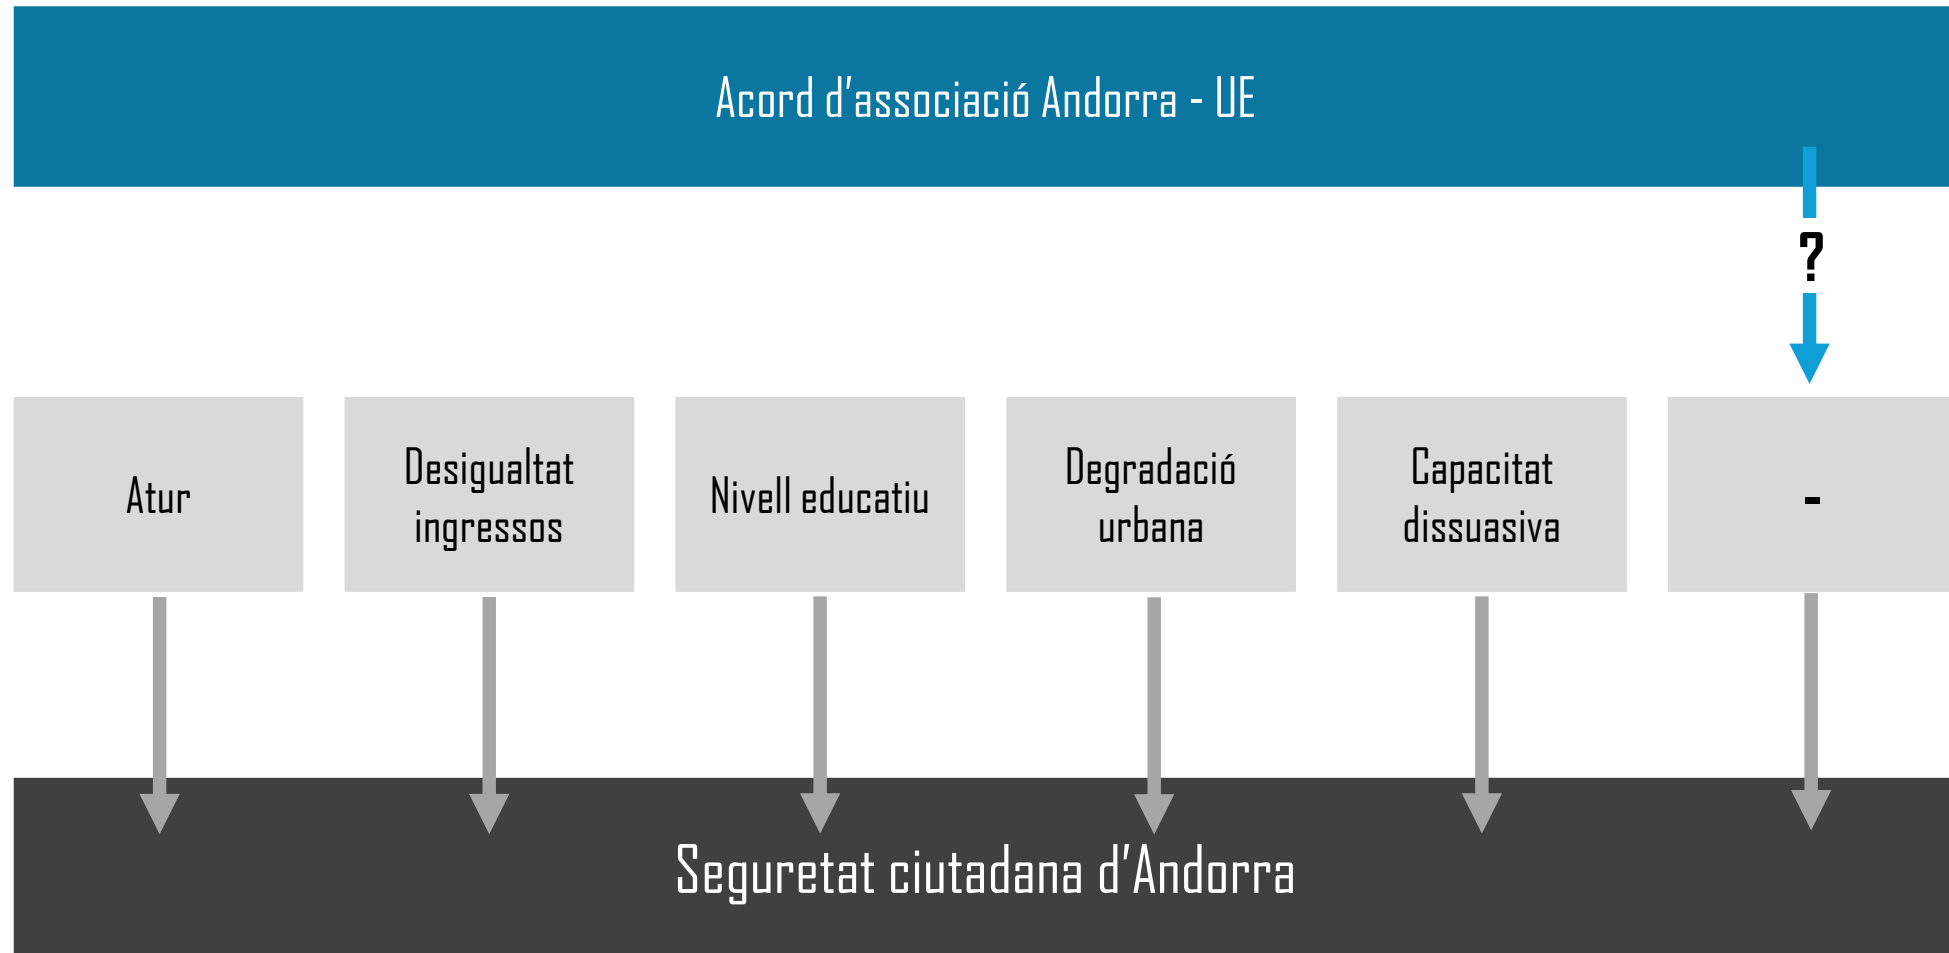 Acord d'associació Andorra - UE
?
Atur
Desigualtat
ingressos
Nivell educatiu
Degradació
urbana
Capacitat
dissuasiva
-
Seguretat ciutadana d'Andorra